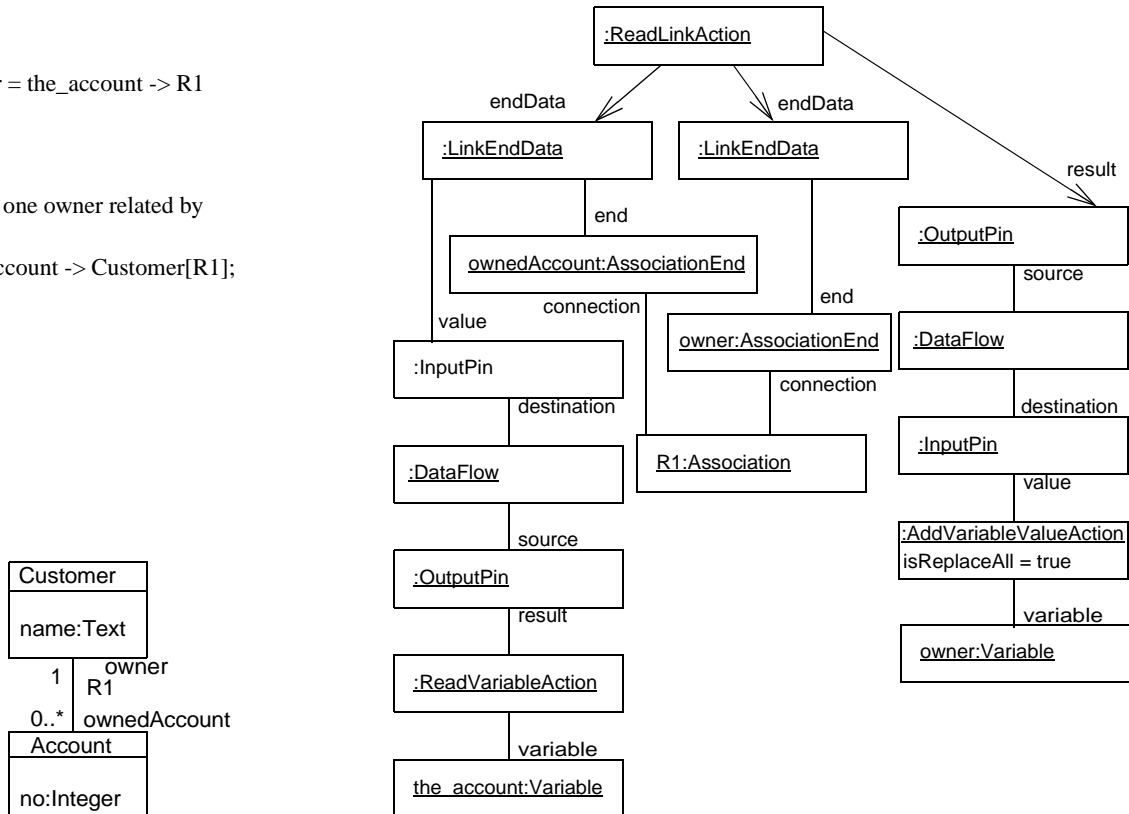 :ReadLinkAction
r = the_account -> R1
endData
endData
:LinkEndData
:LinkEndData
result
one owner related by
end
:OutputPin
ownedAccount:AssociationEnd
source
ccount -> Customer[R1];
connection
end
value
owner:AssociationEnd
:DataFlow
:InputPin
connection
destination
destination
:InputPin
R1:Association
:DataFlow
value
:AddVariableValueAction
source
isReplaceAll = true
Customer
:OutputPin
result
variable
name:Text
owner:Variable
1
owner
R1
:ReadVariableAction
0..*
ownedAccount
Account
variable
the_account:Variable
no:Integer